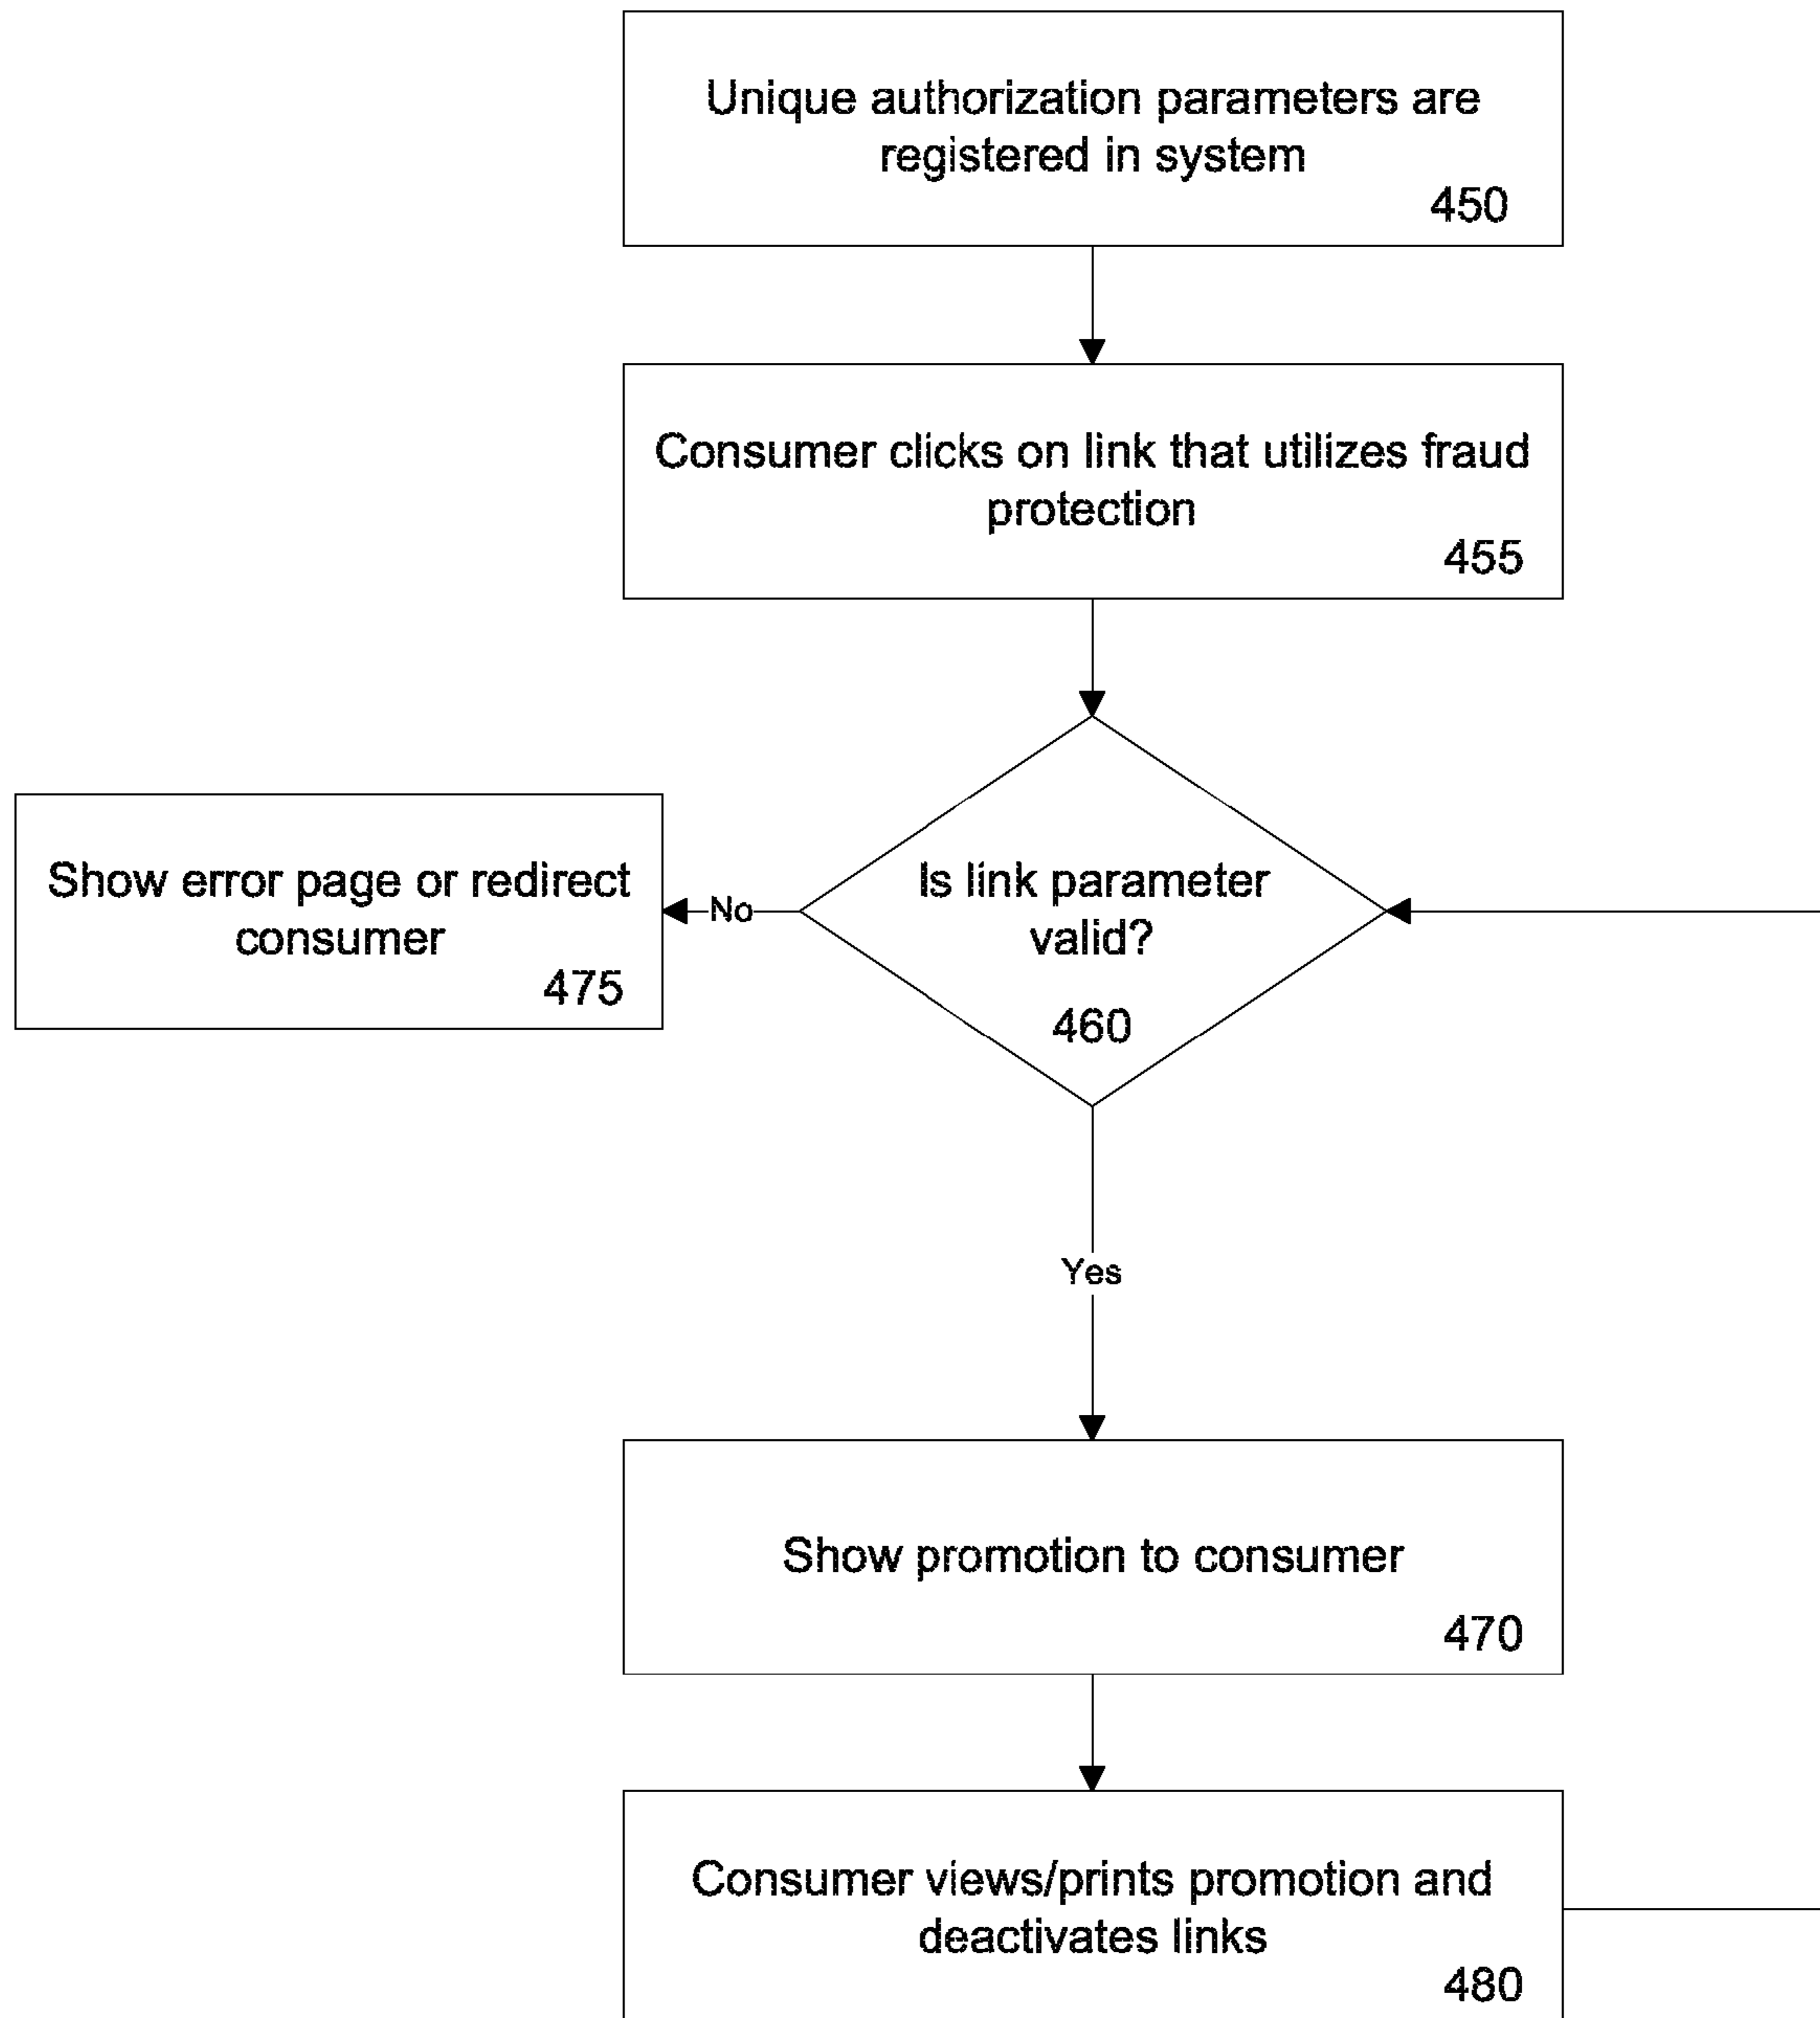 Unique authorization parameters are
registered in system
450
Consumer clicks on link that utilizes fraud
protection
455
Show error page or redirect
consumer
475
No
Is link parameter
valid?
460
Yes
Show promotion to consumer
470
Consumer views/prints promotion and
deactivates links
480